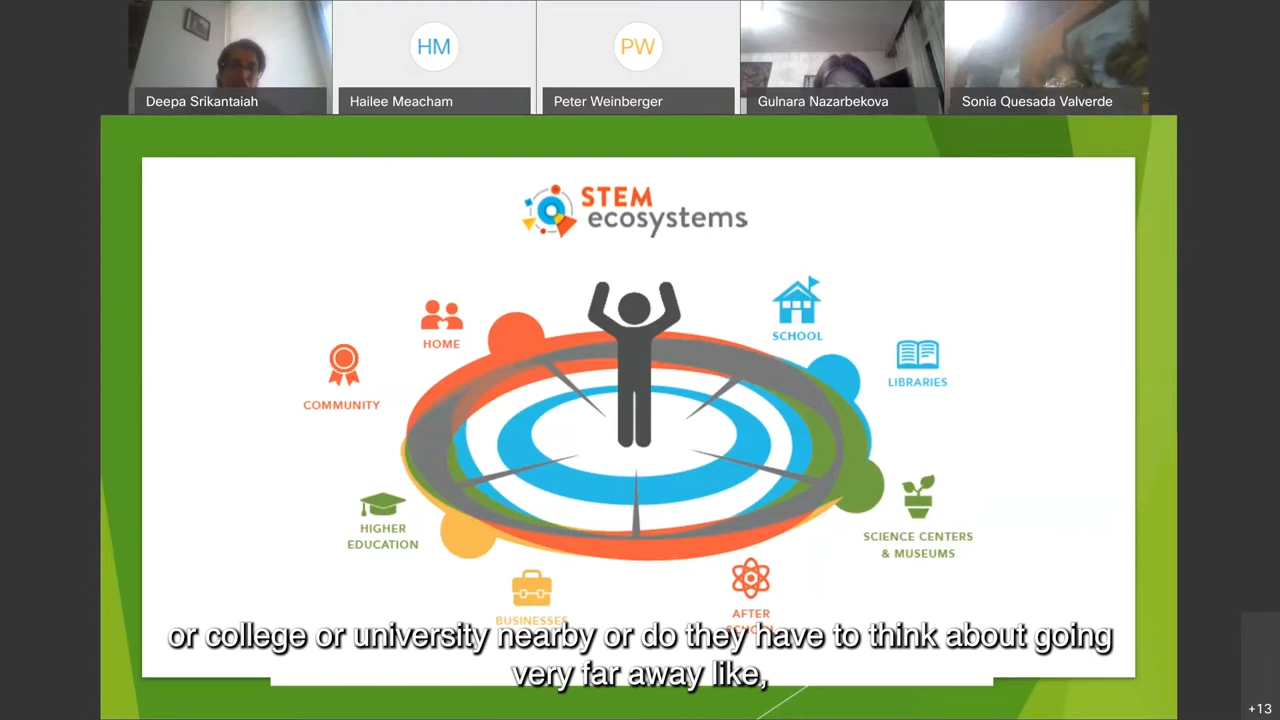 HM
PW
Deepa Srikantaiah
Hailee Meacham
Peter Weinberger
Gulnara Nazarbekova
Sonia Quesada Valverde
STEM
ecosystems
HOME
SCHOOL
COMMUNITY
LIBRARIES
HIGHER
EDUCATION
SCIENCE CENTERS
& MUSEUMS
BUSINESSES
AFTER
SCHOOL
or college or university nearby or do they have to think about going
very far away like,
+13